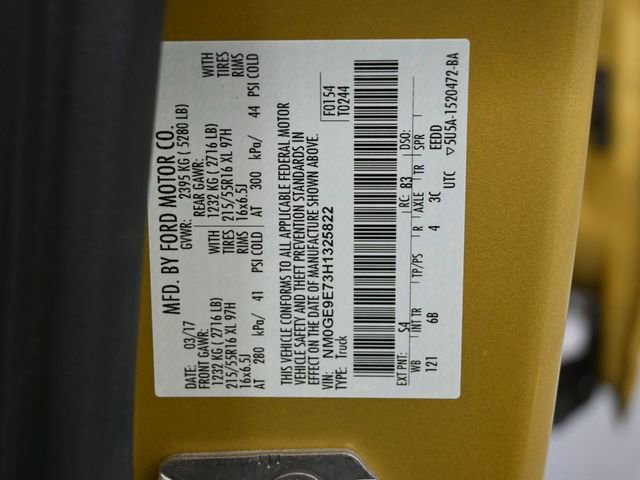 MFD. BY FORD MOTOR CO.
DATE: 03/17 GVWR: 2395 KG ( 5280 LB)
FRONT GAWR: REAR GAWR: WITH
1232 KG ( 2716 LB) 1232 KG ( 2716 LB) TIRES
215/55R16 XL 97H TIRES 215/55R16 XL 97H RIMS
16x6.5J RIMS 16x6.5J
AT 280 kPa/ 41 PSI COLD AT 300 kPa/ 44 PSI COLD
WITH
TIRES
RIMS
THIS VEHICLE CONFORMS TO ALL APPLICABLE FEDERAL MOTOR
VEHICLE SAFETY AND THEFT PREVENTION STANDARDS IN
EFFECT ON THE DATE OF MANUFACTURE SHOWN ABOVE.
VIN: NM0GE9E73H1325822
TYPE: Truck
F0154
T0244
EXT PNT: S4 RC: 83 DSO:
WB INT TR TP/PS R AXLE TR SPR
121 6B 4 3C EEDD
UTC ▽5U5A-1520472-BA